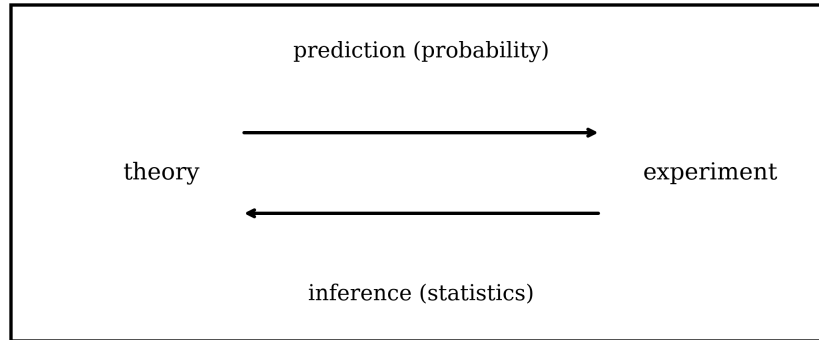 prediction (probability)
theory
experiment
inference (statistics)